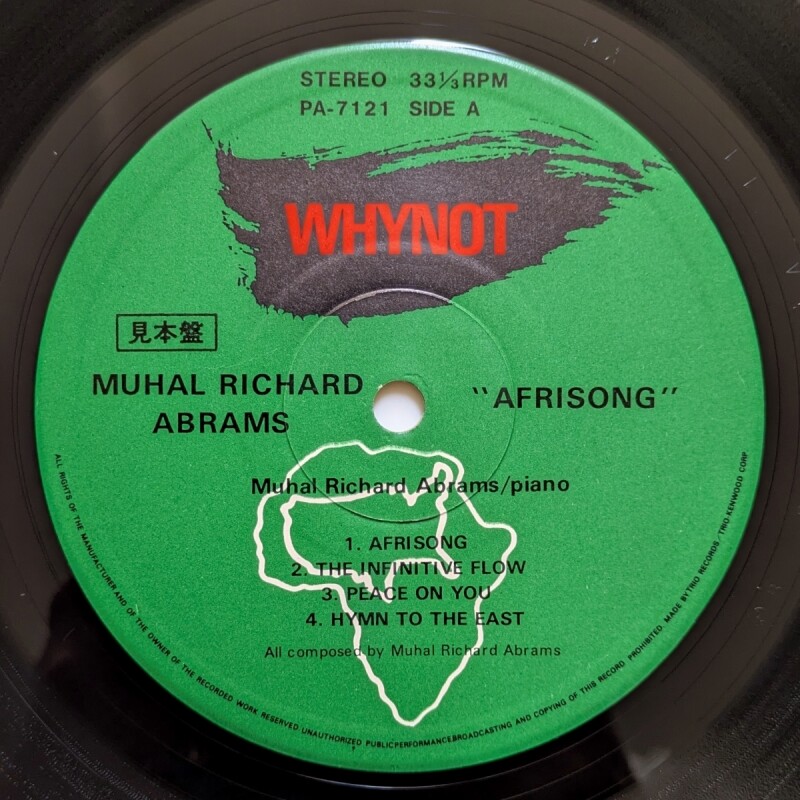 STEREO 33⅓RPM
PA-7121 SIDE A
WHYNOT
見本盤
MUHAL RICHARD
ABRAMS
"AFRISONG"
Muhal Richard Abrams/piano
1. AFRISONG
2. THE INFINITIVE FLOW
3. PEACE ON YOU
4. HYMN TO THE EAST
All composed by Muhal Richard Abrams
ALL RIGHTS OF THE MANUFACTURER AND OF THE OWNER OF THE RECORDED WORK RESERVED. UNAUTHORIZED PUBLICPERFORMANCEBROADCASTING AND COPYING OF THIS RECORD PROHIBITED. MADE BY TRIO RECORDS / TRIO-KENWOOD CORP